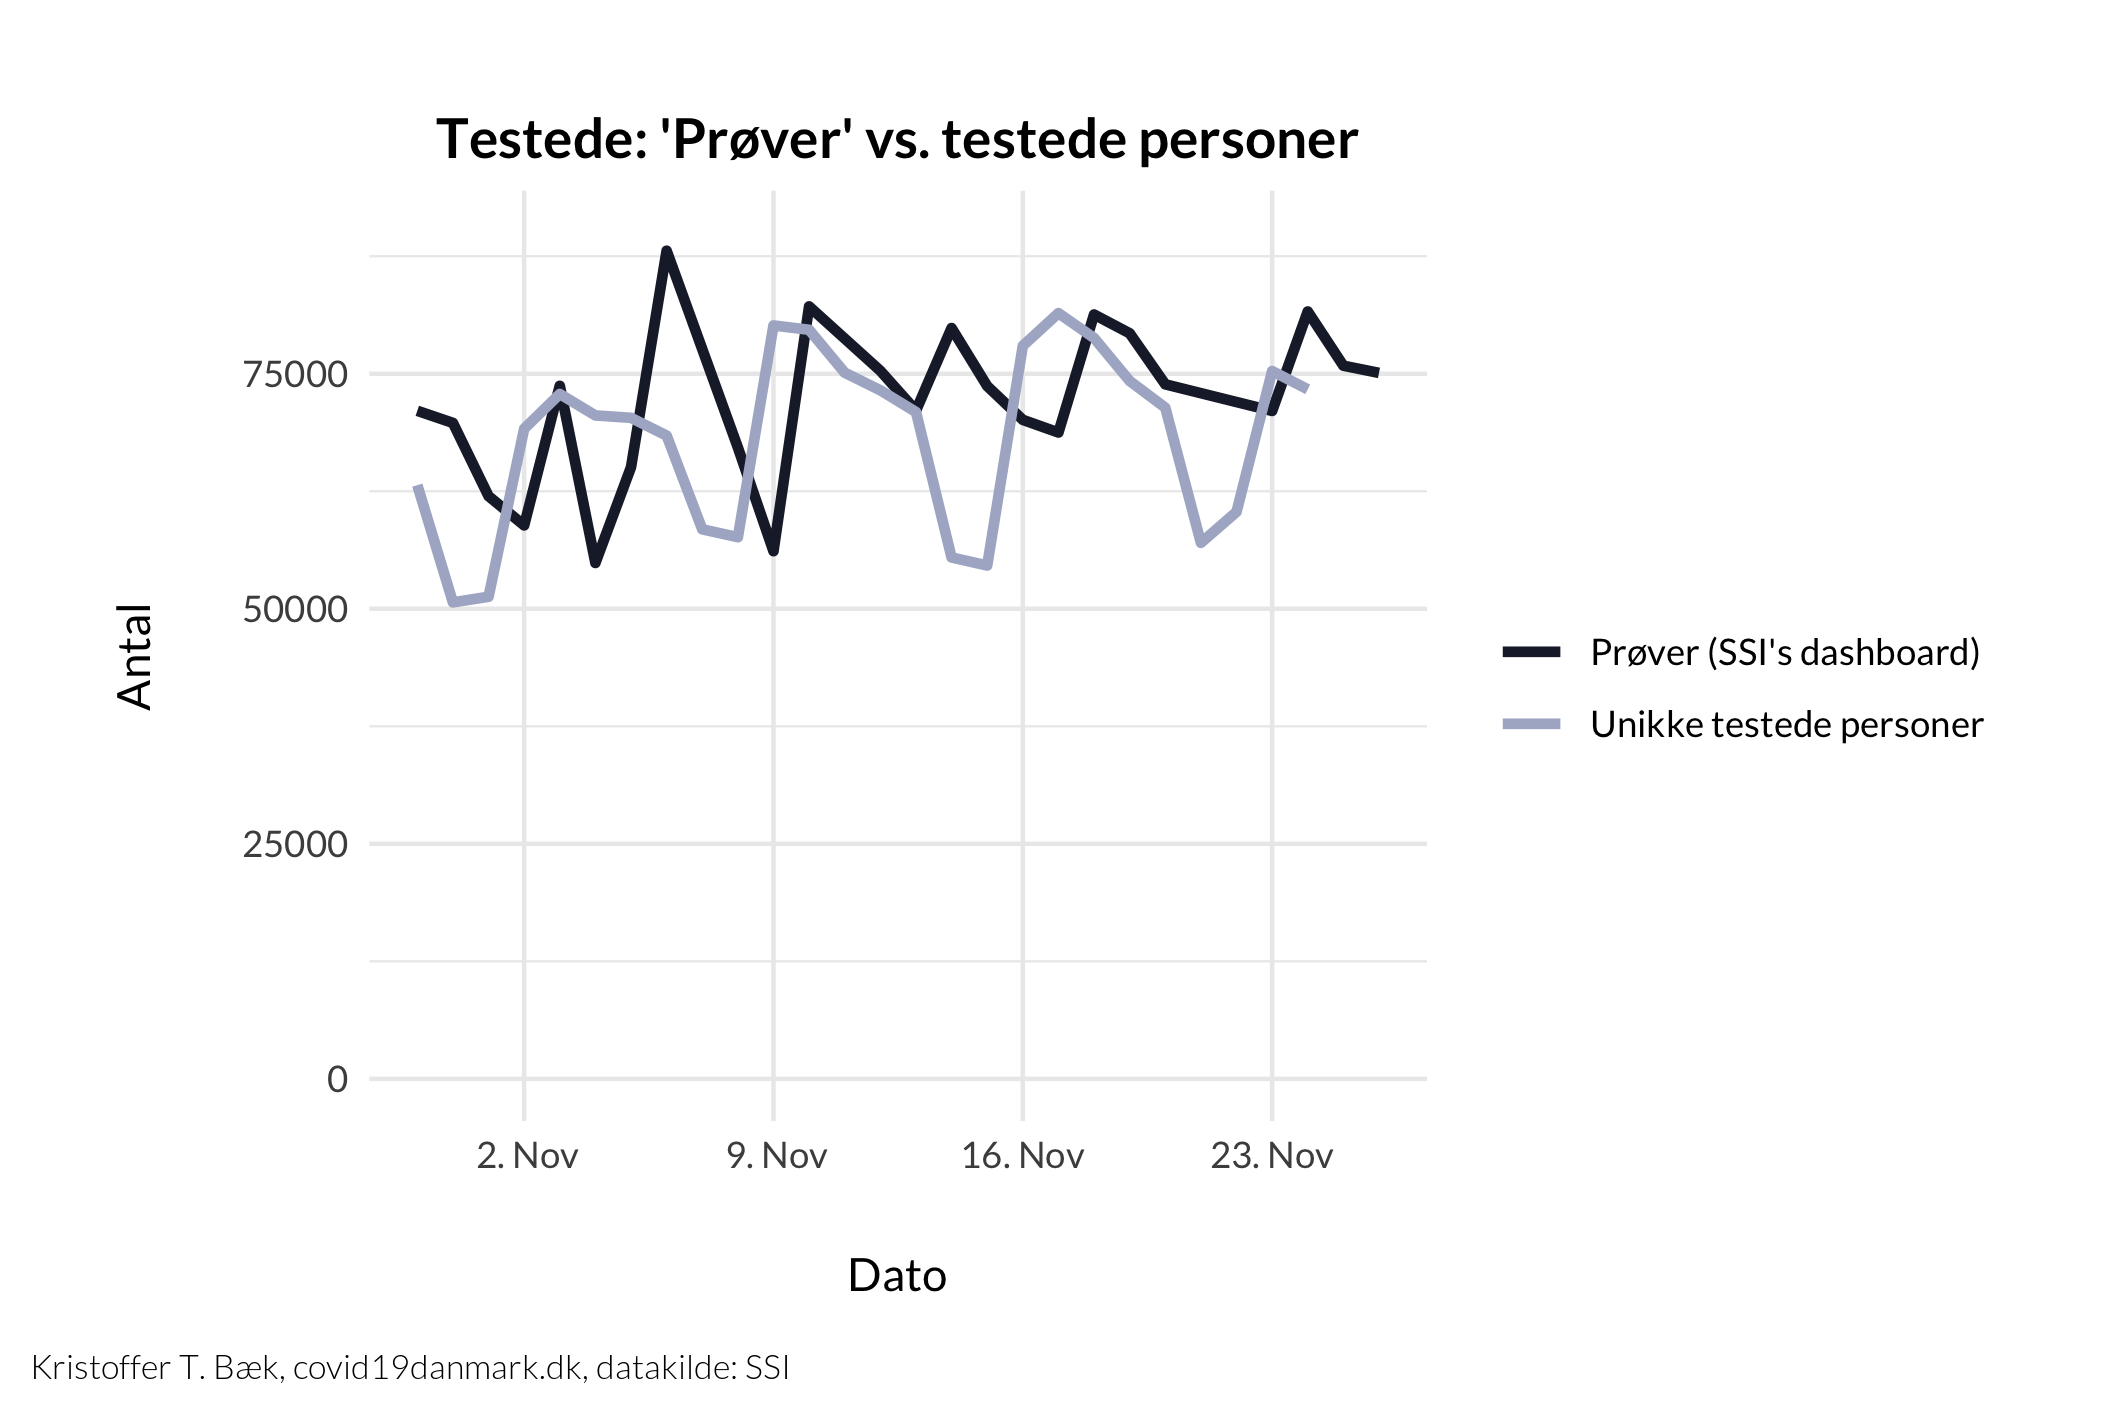 Testede: 'Prøver' vs. testede personer
75000
50000
25000
0
Antal
2. Nov
9. Nov
16. Nov
23. Nov
Dato
Prøver (SSI's dashboard)
Unikke testede personer
Kristoffer T. Bæk, covid19danmark.dk, datakilde: SSI